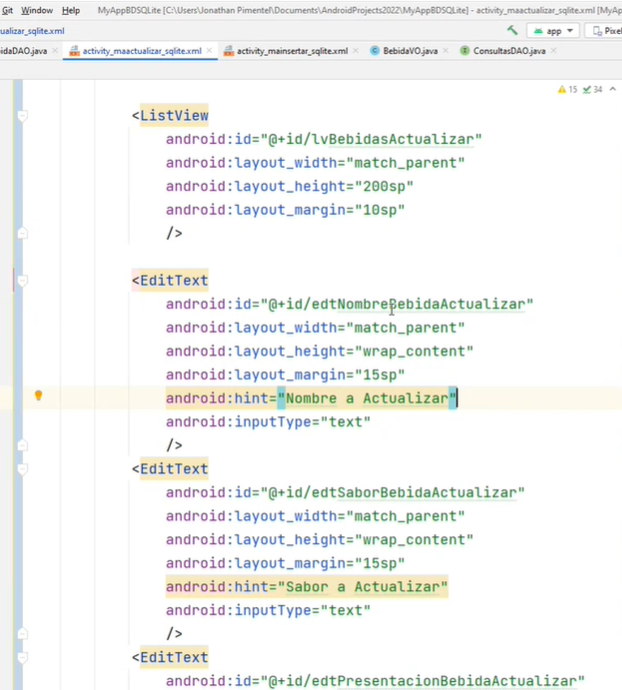 Git Window Help MyAppBDSQLite [C:\Users\Jonathan Pimentel\Documents\AndroidProjects2022\MyAppBDSQLite] - activity_maactualizar_sqlite.xml [MyAp
ualizar_sqlite.xml
app Pixel
bidaDAO.java activity_maactualizar_sqlite.xml activity_mainsertar_sqlite.xml BebidaVO.java ConsultasDAO.java
15 34
<ListView
android:id="@+id/lvBebidasActualizar"
android:layout_width="match_parent"
android:layout_height="200sp"
android:layout_margin="10sp"
/>
<EditText
android:id="@+id/edtNombreBebidaActualizar"
android:layout_width="match_parent"
android:layout_height="wrap_content"
android:layout_margin="15sp"
android:hint="Nombre a Actualizar"
android:inputType="text"
/>
<EditText
android:id="@+id/edtSaborBebidaActualizar"
android:layout_width="match_parent"
android:layout_height="wrap_content"
android:layout_margin="15sp"
android:hint="Sabor a Actualizar"
android:inputType="text"
/>
<EditText
android:id="@+id/edtPresentacionBebidaActualizar"